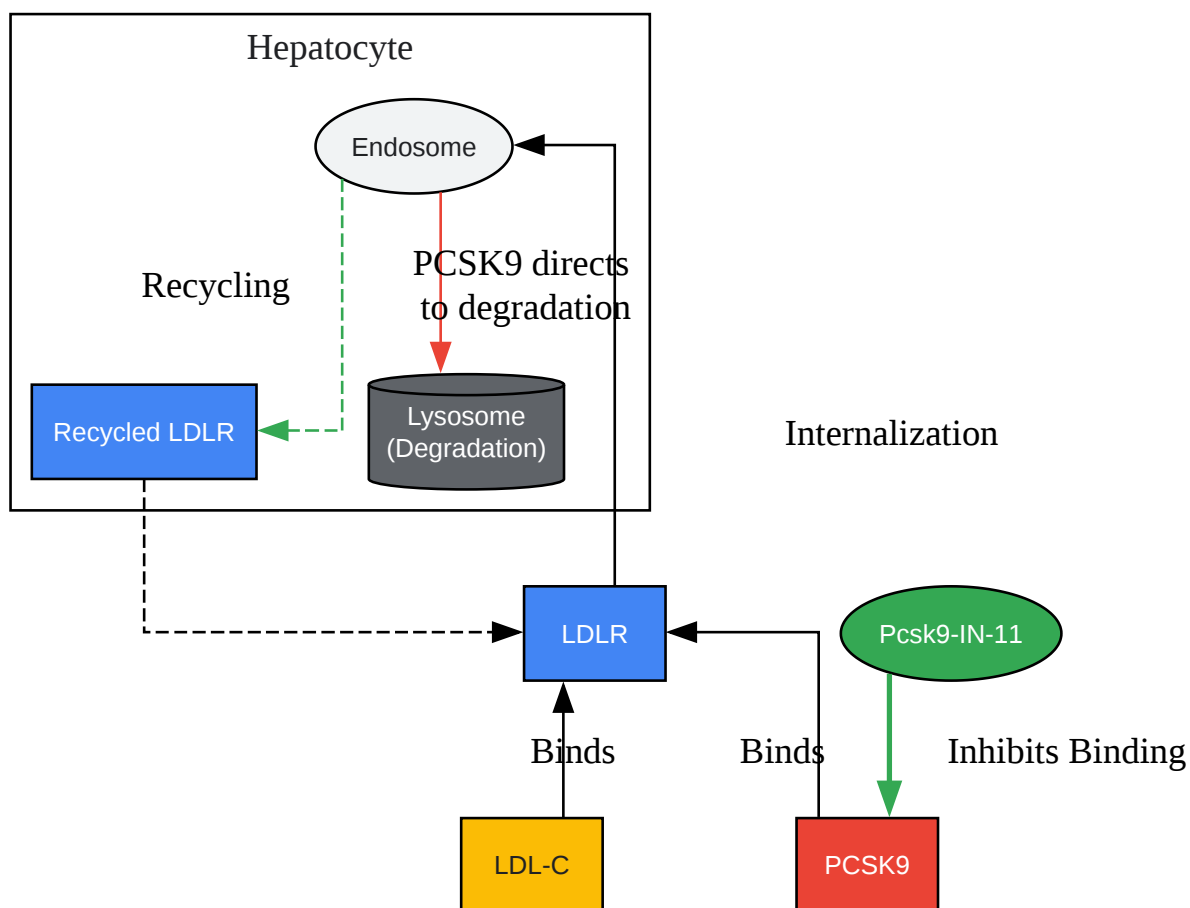 Hepatocyte
Endosome
Recycling
PCSK9 directs
to degradation
Recycled LDLR
Lysosome
(Degradation)
Internalization
LDLR
Pcsk9-IN-11
Binds
Binds
Inhibits Binding
LDL-C
PCSK9